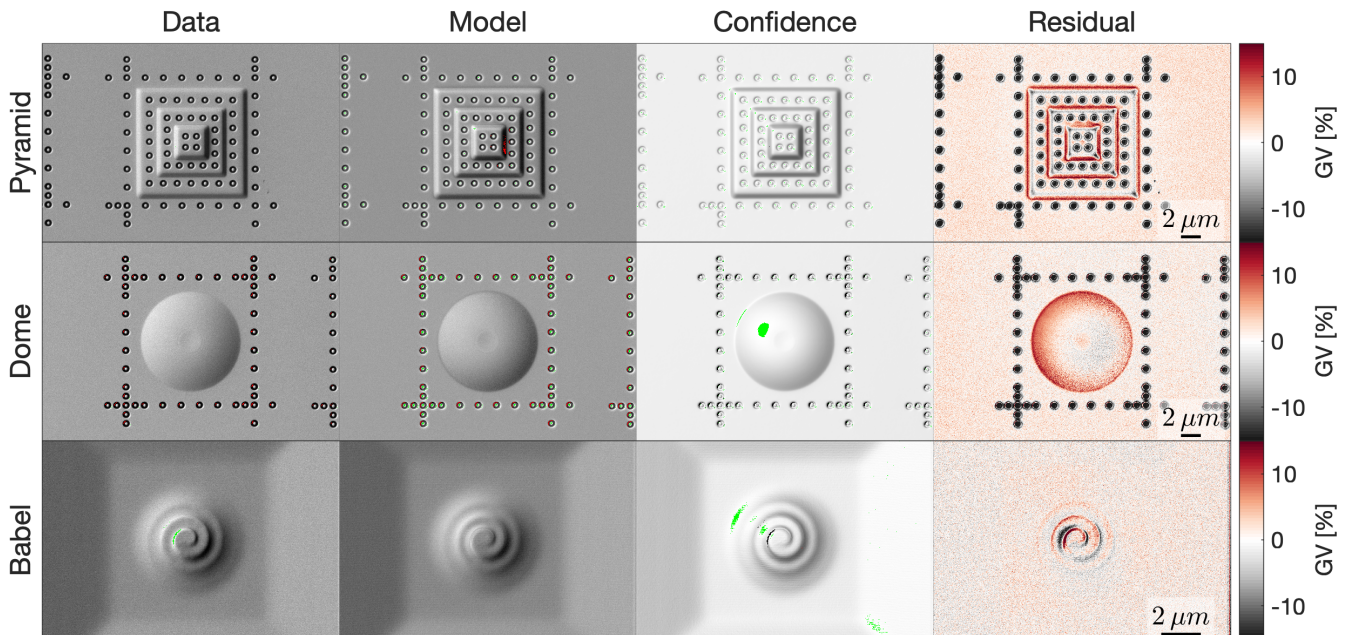 Data Model Confidence Residual
Pyramid
10
0
-10
GV [%]
2 μm
Dome
10
0
-10
GV [%]
2 μm
Babel
10
0
-10
GV [%]
2 μm